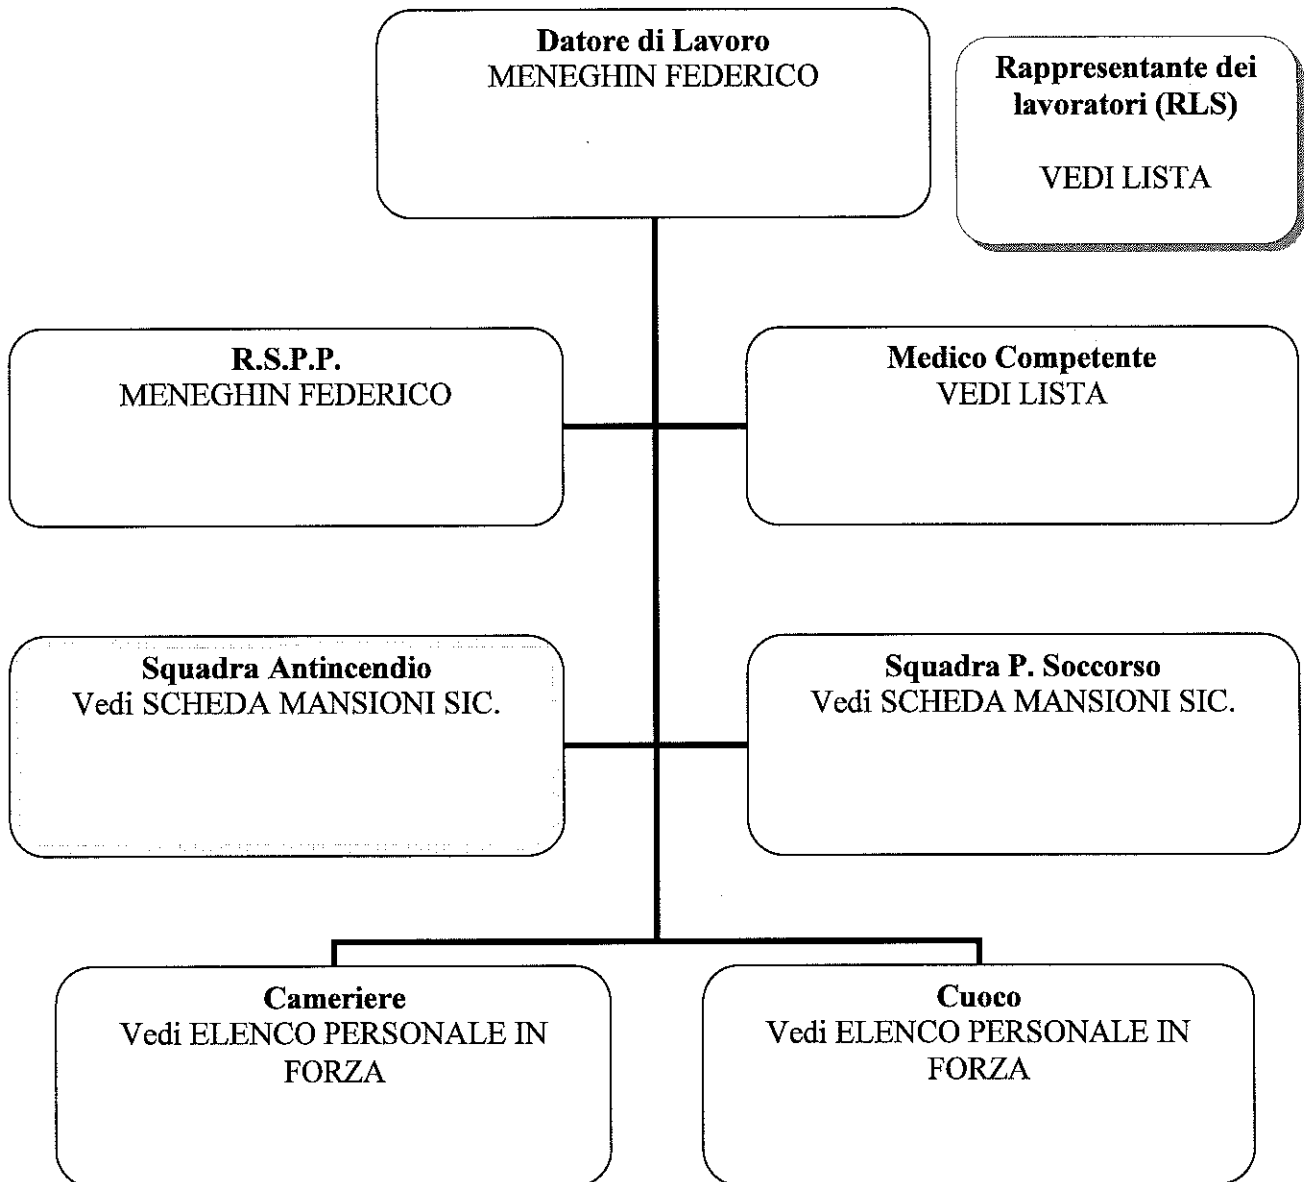 Datore di Lavoro
MENEGHIN FEDERICO
Rappresentante dei
lavoratori (RLS)
VEDI LISTA
R.S.P.P.
MENEGHIN FEDERICO
Medico Competente
VEDI LISTA
Squadra Antincendio
Vedi SCHEDA MANSIONI SIC.
Squadra P. Soccorso
Vedi SCHEDA MANSIONI SIC.
Cameriere
Vedi ELENCO PERSONALE IN
FORZA
Cuoco
Vedi ELENCO PERSONALE IN
FORZA